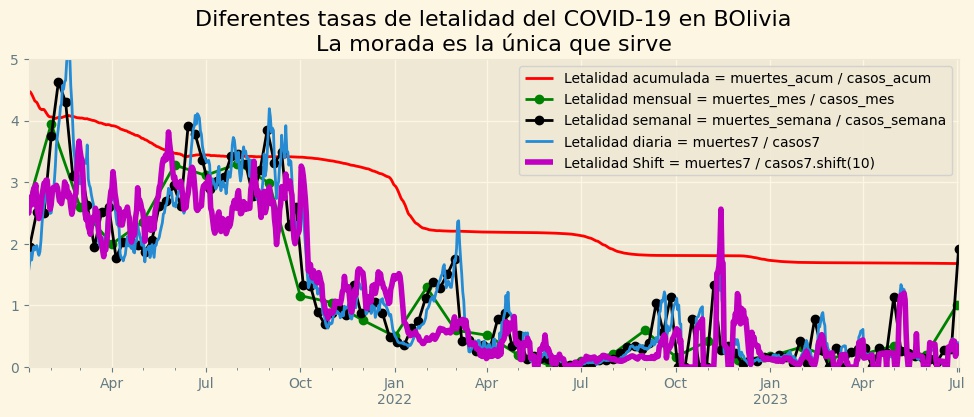 Diferentes tasas de letalidad del COVID-19 en BOlivia
La morada es la única que sirve
5
4
3
2
1
0
Letalidad acumulada = muertes_acum / casos_acum
Letalidad mensual = muertes_mes / casos_mes
Letalidad semanal = muertes_semana / casos_semana
Letalidad diaria = muertes7 / casos7
Letalidad Shift = muertes7 / casos7.shift(10)
Apr Jul Oct Jan Apr Jul Oct Jan Apr Jul
2022 2023